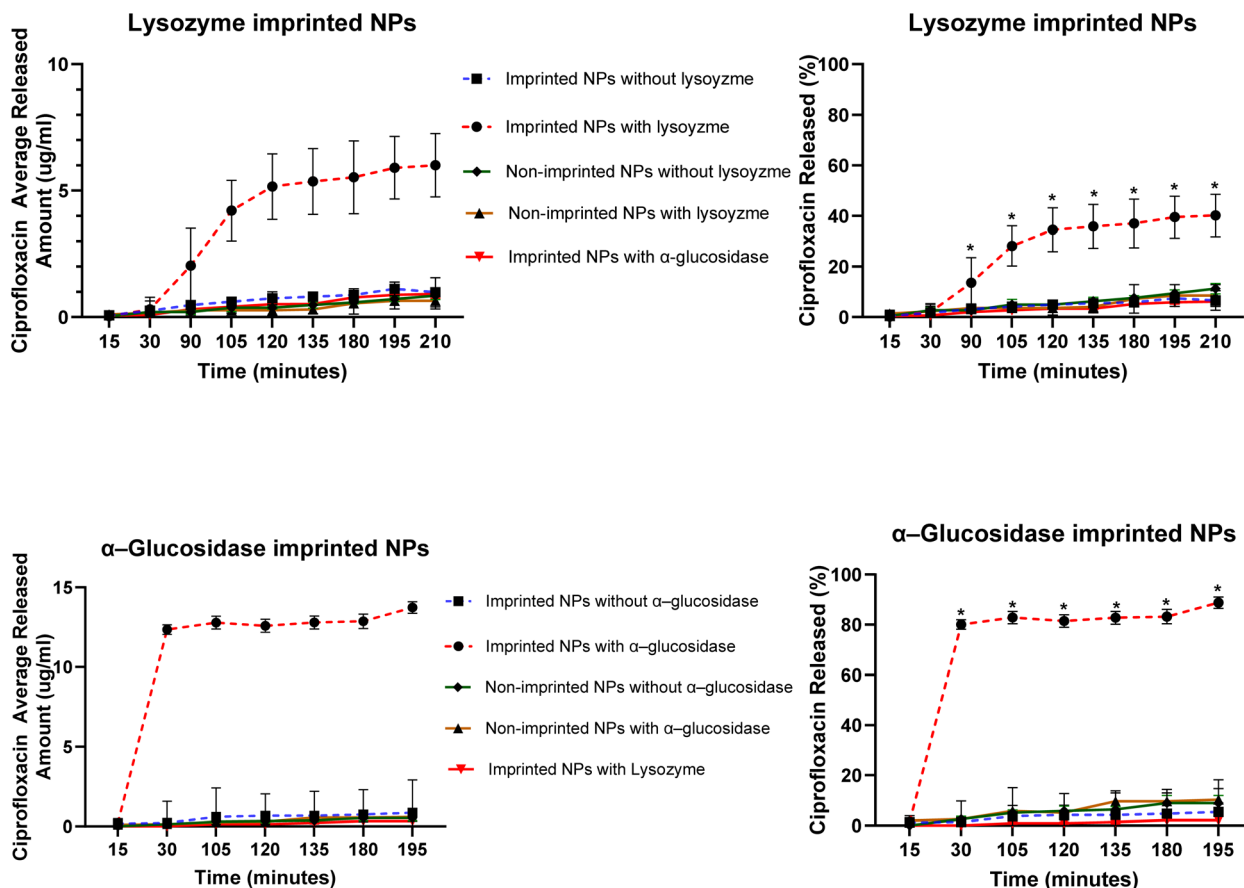 Lysozyme imprinted NPs
Ciprofloxacin Average Released
Amount (ug/ml)
10
5
0
15 30 90 105 120 135 180 195 210
Time (minutes)
Imprinted NPs without lysoyzme
Imprinted NPs with lysoyzme
Non-imprinted NPs without lysoyzme
Non-imprinted NPs with lysoyzme
Imprinted NPs with α-glucosidase
Lysozyme imprinted NPs
Ciprofloxacin Released (%)
100
80
60
40
20
0
* * * * * * *
15 30 90 105 120 135 180 195 210
Time (minutes)
α–Glucosidase imprinted NPs
Ciprofloxacin Average Released
Amount (ug/ml)
15
10
5
0
15 30 105 120 135 180 195
Time (minutes)
Imprinted NPs without α–glucosidase
Imprinted NPs with α–glucosidase
Non-imprinted NPs without α–glucosidase
Non-imprinted NPs with α–glucosidase
Imprinted NPs with Lysozyme
α–Glucosidase imprinted NPs
Ciprofloxacin Released (%)
100
80
60
40
20
0
* * * * * *
15 30 105 120 135 180 195
Time (minutes)